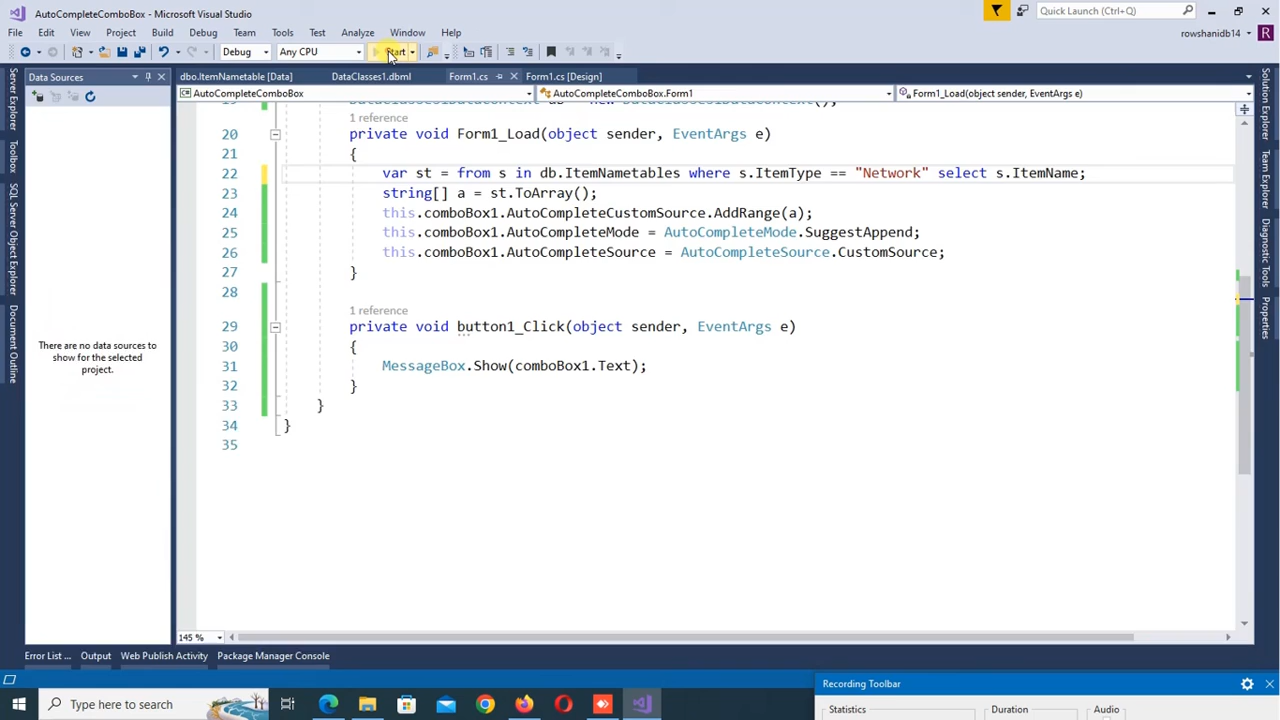 AutoCompleteComboBox - Microsoft Visual Studio
Quick Launch (Ctrl+Q)
File Edit View Project Build Debug Team Tools Test Analyze Window Help
rowshanidb14
R
Debug Any CPU Start
Data Sources
dbo.ItemNametable [Data] DataClasses1.dbml Form1.cs Form1.cs [Design]
AutoCompleteComboBox AutoCompleteComboBox.Form1 Form1_Load(object sender, EventArgs e)
Server Explorer
Toolbox
SQL Server Object Explorer
Document Outline
There are no data sources to
show for the selected
project.
1 reference
20 private void Form1_Load(object sender, EventArgs e)
21 {
22 var st = from s in db.ItemNametables where s.ItemType == "Network" select s.ItemName;
23 string[] a = st.ToArray();
24 this.comboBox1.AutoCompleteCustomSource.AddRange(a);
25 this.comboBox1.AutoCompleteMode = AutoCompleteMode.SuggestAppend;
26 this.comboBox1.AutoCompleteSource = AutoCompleteSource.CustomSource;
27 }
28
1 reference
29 private void button1_Click(object sender, EventArgs e)
30 {
31 MessageBox.Show(comboBox1.Text);
32 }
33 }
34 }
35
Solution Explorer
Team Explorer
Diagnostic Tools
Properties
145 %
Error List ... Output Web Publish Activity Package Manager Console
Type here to search
Recording Toolbar
Statistics Duration Audio